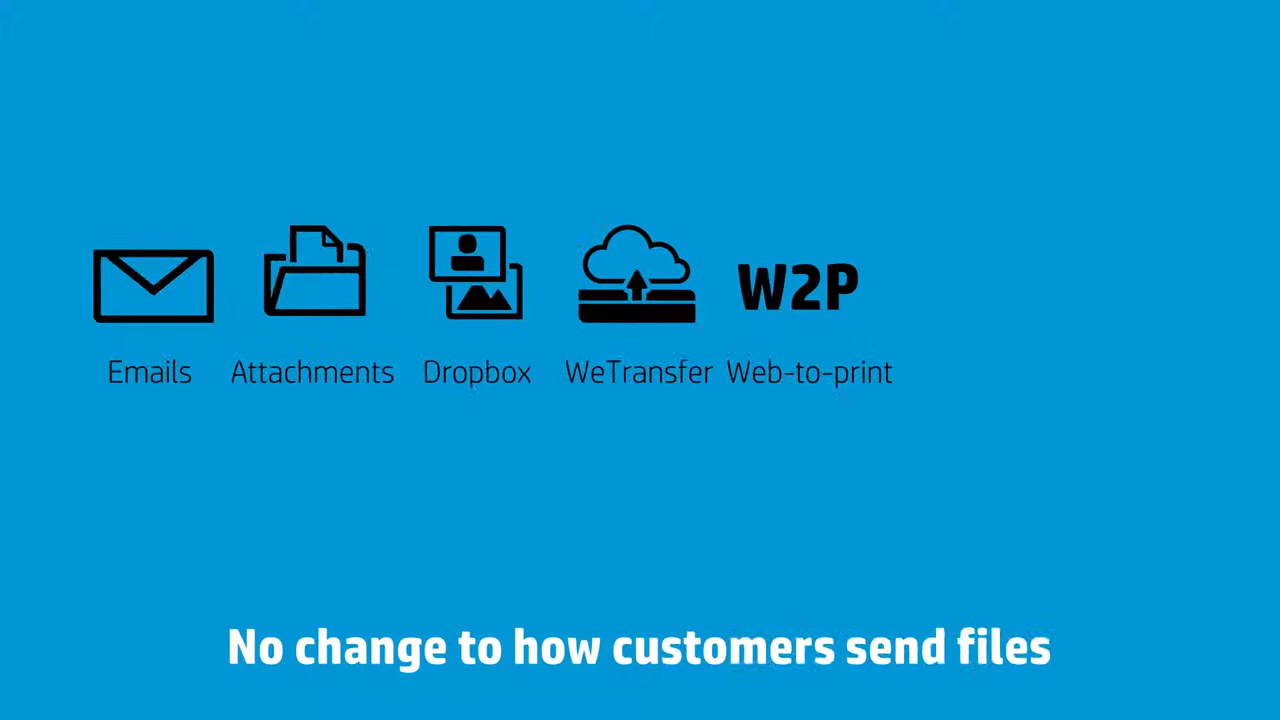 W2P
Emails Attachments Dropbox WeTransfer Web-to-print
No change to how customers send files